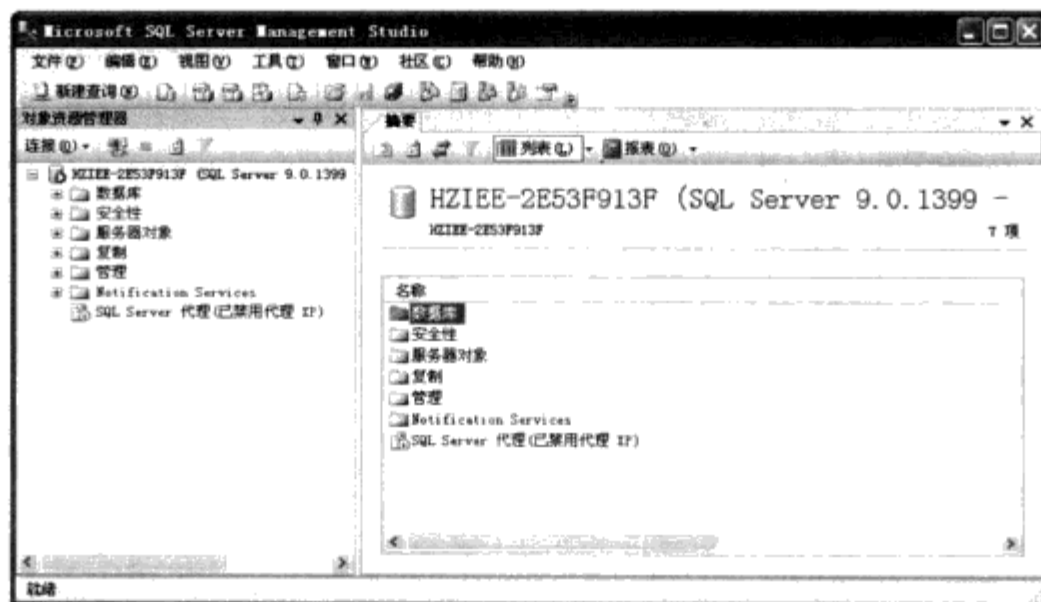 Microsoft SQL Server Management Studio
文件(F) 编辑(E) 视图(V) 工具(T) 窗口(W) 社区(C) 帮助(H)
新建查询(N)
对象资源管理器
摘要
连接(O)
列表(L) 报表(O)
HZIEE-2E53F913F (SQL Server 9.0.1399
数据库
安全性
服务器对象
复制
管理
Notification Services
SQL Server 代理(已禁用代理 XP)
HZIEE-2E53F913F (SQL Server 9.0.1399 -
HZIEE-2E53F913F
7 项
名称
数据库
安全性
服务器对象
复制
管理
Notification Services
SQL Server 代理(已禁用代理 XP)
就绪